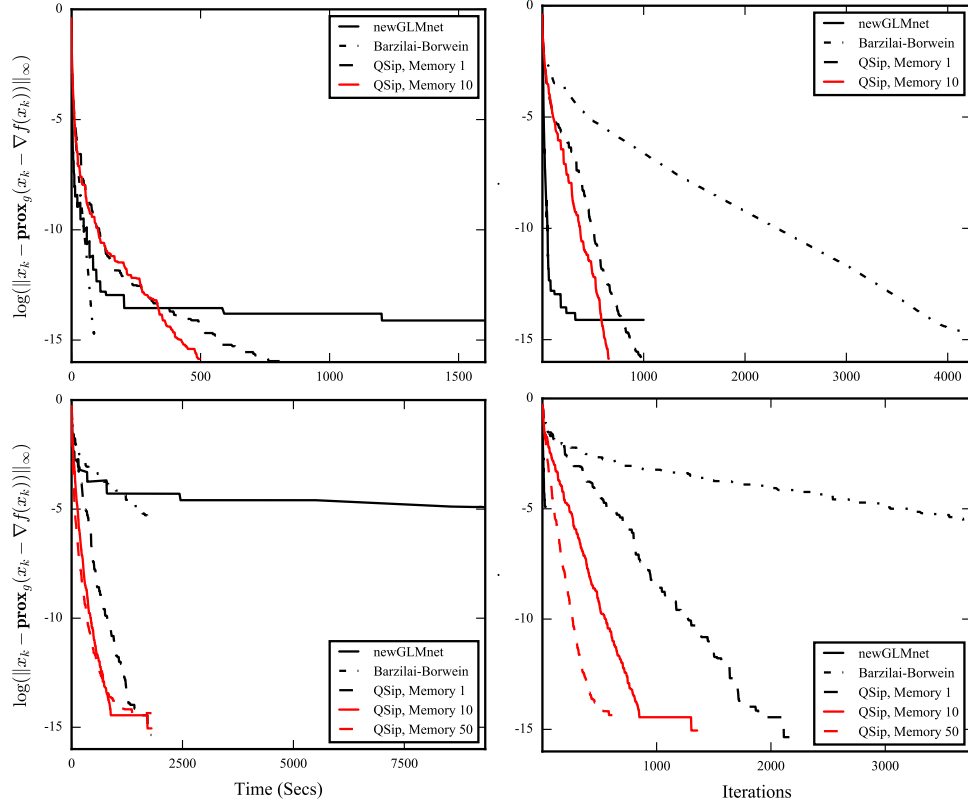 log(∥x_k − prox_g(x_k − ∇f(x_k))∥_∞)
0
-5
-10
-15
0
500
1000
1500
newGLMnet
Barzilai-Borwein
QSip, Memory 1
QSip, Memory 10
0
-5
-10
-15
1000
2000
3000
4000
newGLMnet
Barzilai-Borwein
QSip, Memory 1
QSip, Memory 10
log(∥x_k − prox_g(x_k − ∇f(x_k))∥_∞)
0
-5
-10
-15
0
2500
5000
7500
Time (Secs)
newGLMnet
Barzilai-Borwein
QSip, Memory 1
QSip, Memory 10
QSip, Memory 50
0
-5
-10
-15
1000
2000
3000
Iterations
newGLMnet
Barzilai-Borwein
QSip, Memory 1
QSip, Memory 10
QSip, Memory 50